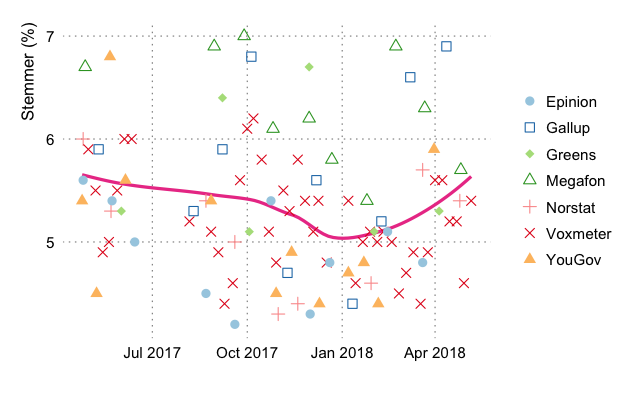 Stemmer (%)
7
6
5
Jul 2017
Oct 2017
Jan 2018
Apr 2018
Epinion
Gallup
Greens
Megafon
Norstat
Voxmeter
YouGov